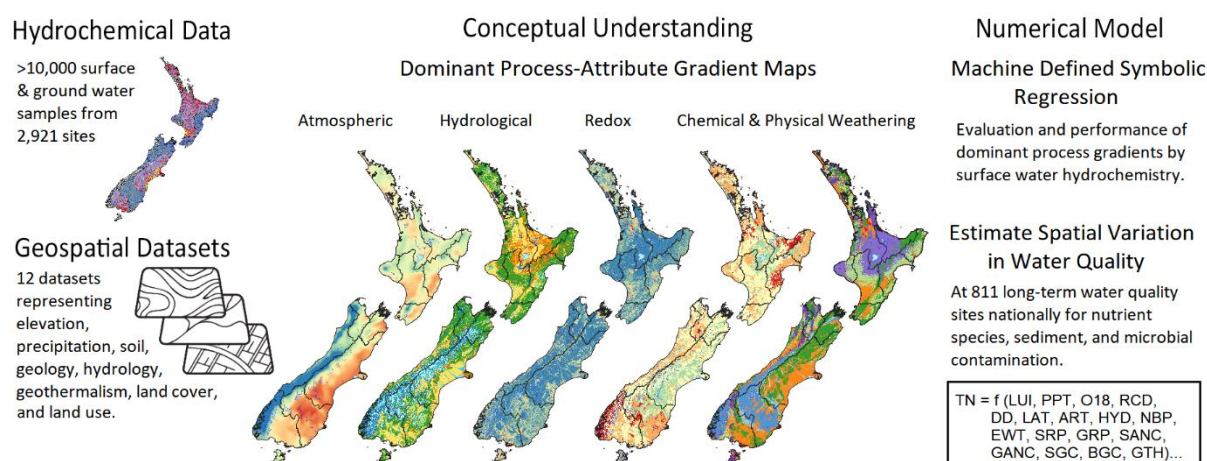 Hydrochemical Data
>10,000 surface
& ground water
samples from
2,921 sites
Geospatial Datasets
12 datasets
representing
elevation,
precipitation, soil,
geology, hydrology,
geothermalism, land cover,
and land use.
Conceptual Understanding
Dominant Process-Attribute Gradient Maps
Atmospheric
Hydrological
Redox
Chemical & Physical Weathering
Numerical Model
Machine Defined Symbolic
Regression
Evaluation and performance of
dominant process gradients by
surface water hydrochemistry.
Estimate Spatial Variation
in Water Quality
At 811 long-term water quality
sites nationally for nutrient
species, sediment, and microbial
contamination.
TN = f (LUI, PPT, O18, RCD,
DD, LAT, ART, HYD, NBP,
EWT, SRP, GRP, SANC,
GANC, SGC, BGC, GTH)...